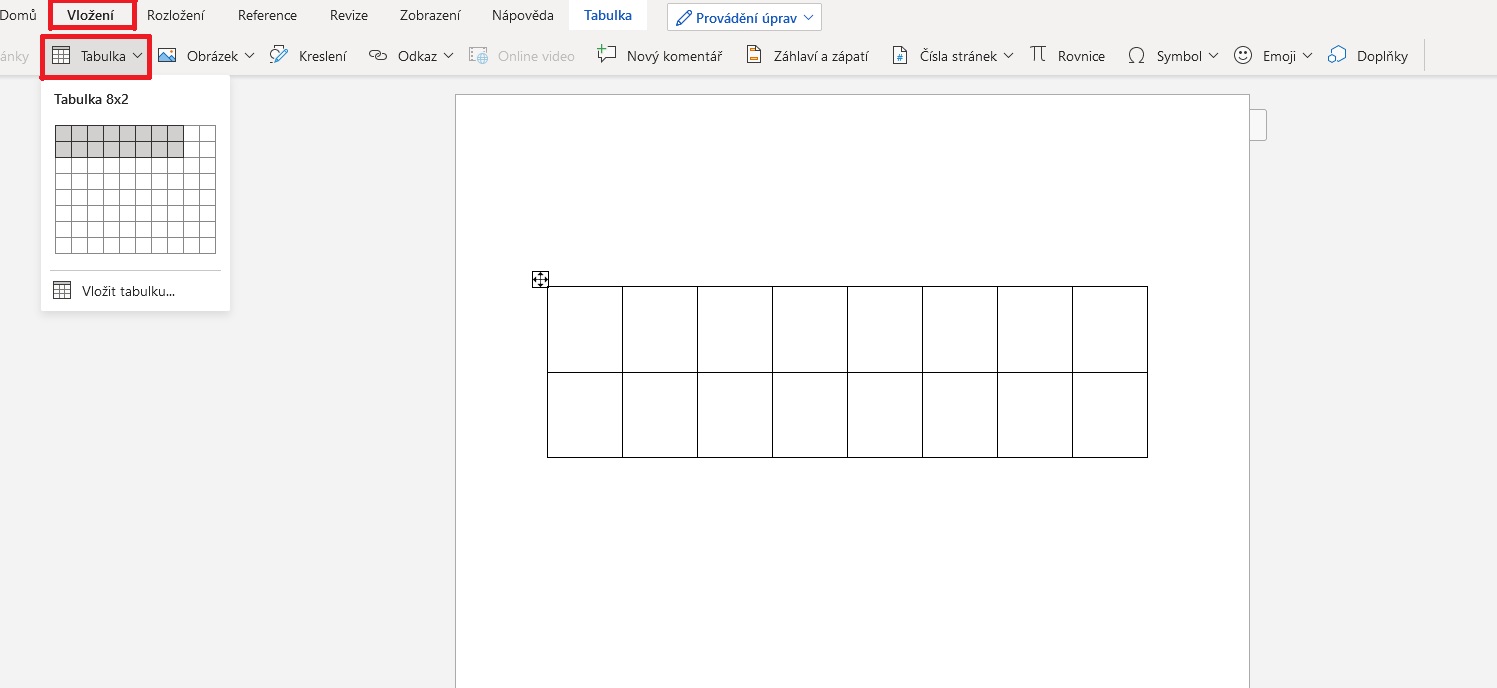 Domů Vložení Rozložení Reference Revize Zobrazení Nápověda Tabulka Provádění úprav
ánky Tabulka Obrázek Kreslení Odkaz Online video Nový komentář Záhlaví a zápatí # Čísla stránek Rovnice Symbol Emoji Doplňky
Tabulka 8x2
Vložit tabulku...